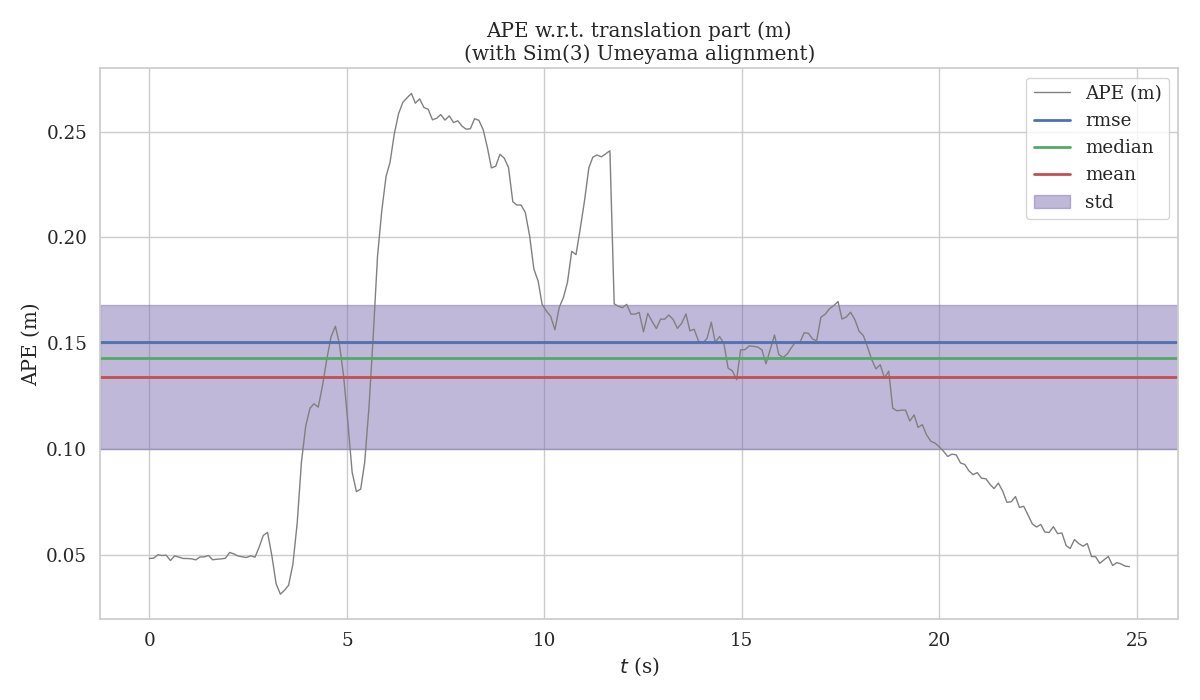 APE w.r.t. translation part (m)
(with Sim(3) Umeyama alignment)
APE (m)
rmse
median
mean
std
APE (m)
0.25
0.20
0.15
0.10
0.05
0 5 10 15 20 25
t (s)